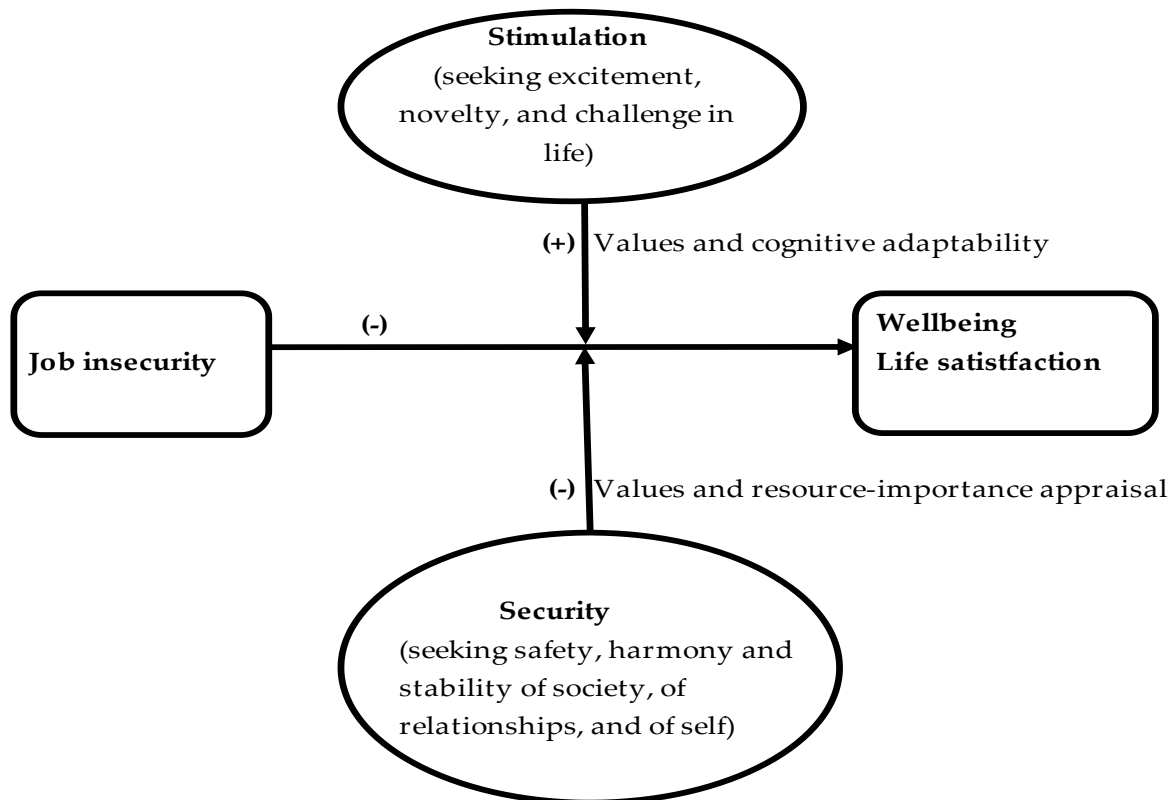 Stimulation
(seeking excitement,
novelty, and challenge in
life)
(+) Values and cognitive adaptability
(-)
Job insecurity
Wellbeing
Life satistfaction
(-) Values and resource-importance appraisal
Security
(seeking safety, harmony and
stability of society, of
relationships, and of self)